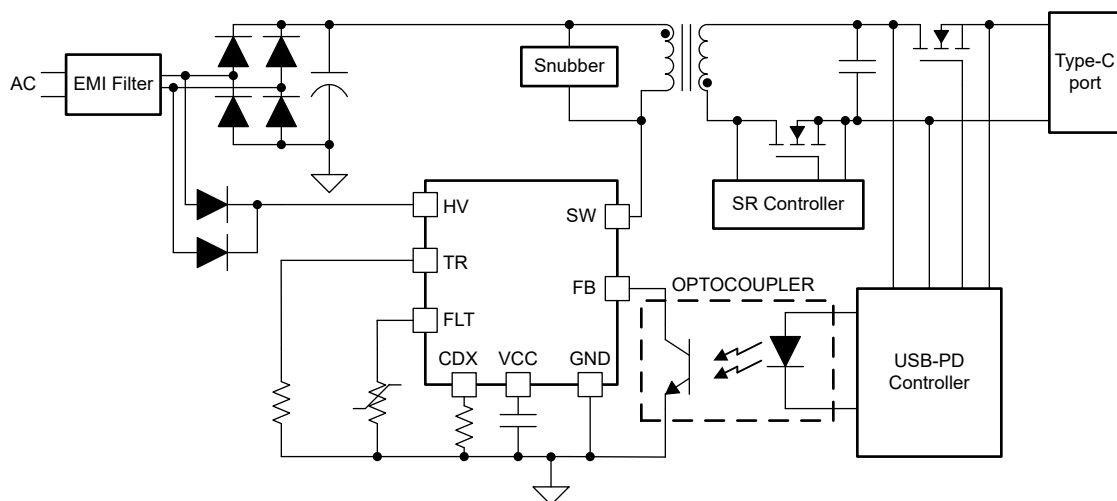 AC
EMI Filter
Snubber
Type-C
port
SR Controller
HV
SW
TR
FB
OPTOCOUPLER
FLT
CDX
VCC
GND
USB-PD
Controller